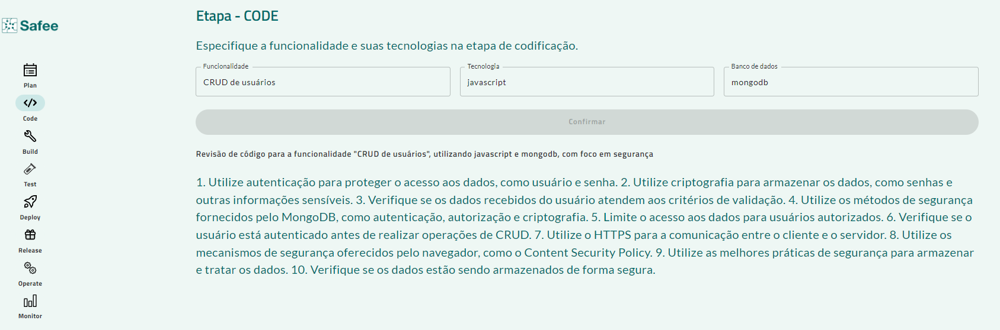 Safee
Plan
Code
Build
Test
Deploy
Release
Operate
Monitor
Etapa - CODE
Especifique a funcionalidade e suas tecnologias na etapa de codificação.
Funcionalidade
CRUD de usuários
Tecnologia
javascript
Banco de dados
mongodb
Confirmar
Revisão de código para a funcionalidade "CRUD de usuários", utilizando javascript e mongodb, com foco em segurança
1. Utilize autenticação para proteger o acesso aos dados, como usuário e senha. 2. Utilize criptografia para armazenar os dados, como senhas e
outras informações sensíveis. 3. Verifique se os dados recebidos do usuário atendem aos critérios de validação. 4. Utilize os métodos de segurança
fornecidos pelo MongoDB, como autenticação, autorização e criptografia. 5. Limite o acesso aos dados para usuários autorizados. 6. Verifique se o
usuário está autenticado antes de realizar operações de CRUD. 7. Utilize o HTTPS para a comunicação entre o cliente e o servidor. 8. Utilize os
mecanismos de segurança oferecidos pelo navegador, como o Content Security Policy. 9. Utilize as melhores práticas de segurança para armazenar
e tratar os dados. 10. Verifique se os dados estão sendo armazenados de forma segura.